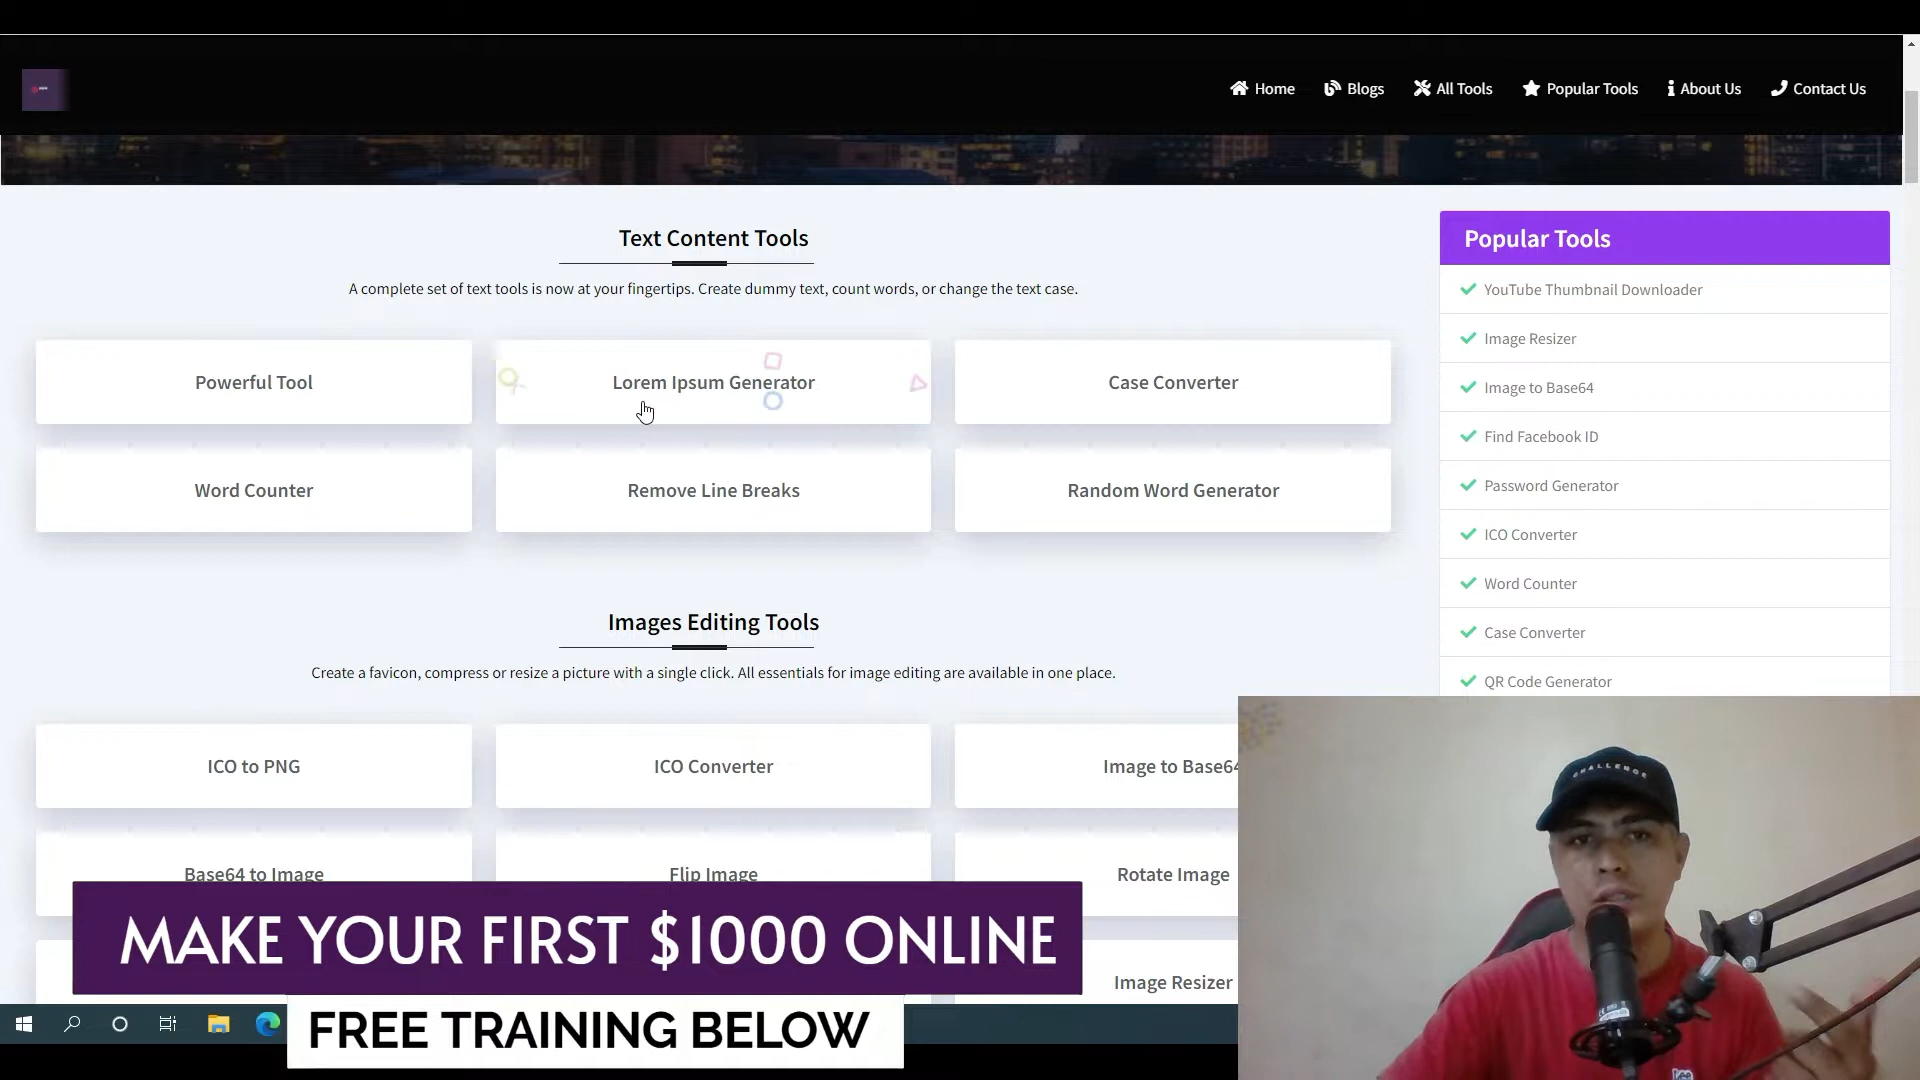 Home
Blogs
All Tools
Popular Tools
About Us
Contact Us
Text Content Tools
A complete set of text tools is now at your fingertips. Create dummy text, count words, or change the text case.
Powerful Tool
Lorem Ipsum Generator
Case Converter
Word Counter
Remove Line Breaks
Random Word Generator
Images Editing Tools
Create a favicon, compress or resize a picture with a single click. All essentials for image editing are available in one place.
ICO to PNG
ICO Converter
Image to Base64
Base64 to Image
Flip Image
Rotate Image
Image Resizer
Popular Tools
YouTube Thumbnail Downloader
Image Resizer
Image to Base64
Find Facebook ID
Password Generator
ICO Converter
Word Counter
Case Converter
QR Code Generator
CHALLENGE
Lee
MAKE YOUR FIRST $1000 ONLINE
FREE TRAINING BELOW